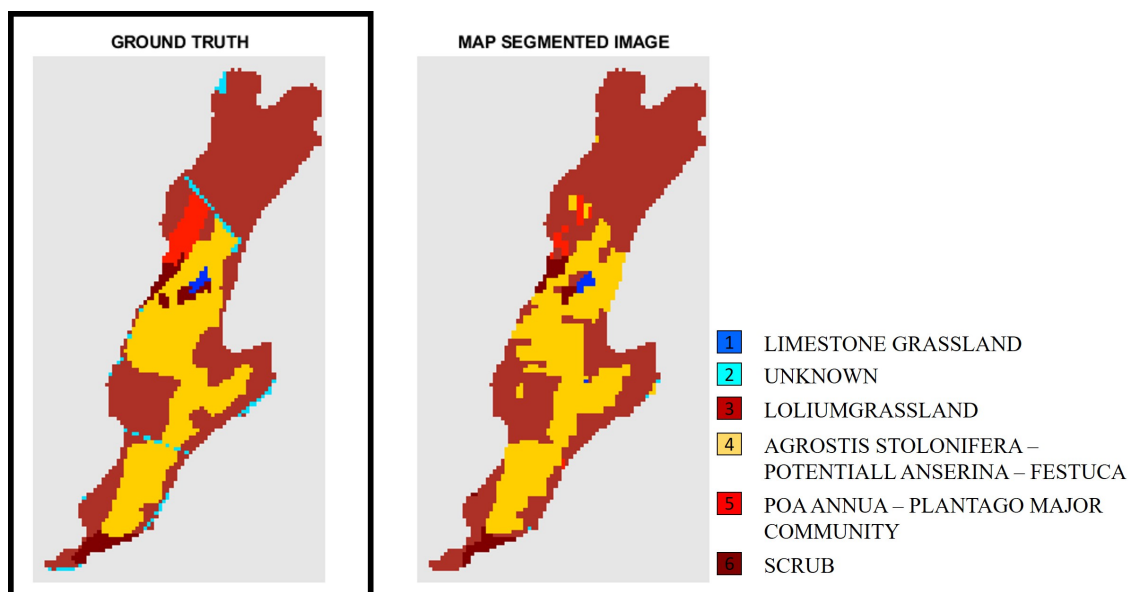 GROUND TRUTH
MAP SEGMENTED IMAGE
1 LIMESTONE GRASSLAND
2 UNKNOWN
3 LOLIUMGRASSLAND
4 AGROSTIS STOLONIFERA –
POTENTIALL ANSERINA – FESTUCA
5 POA ANNUA – PLANTAGO MAJOR
COMMUNITY
6 SCRUB